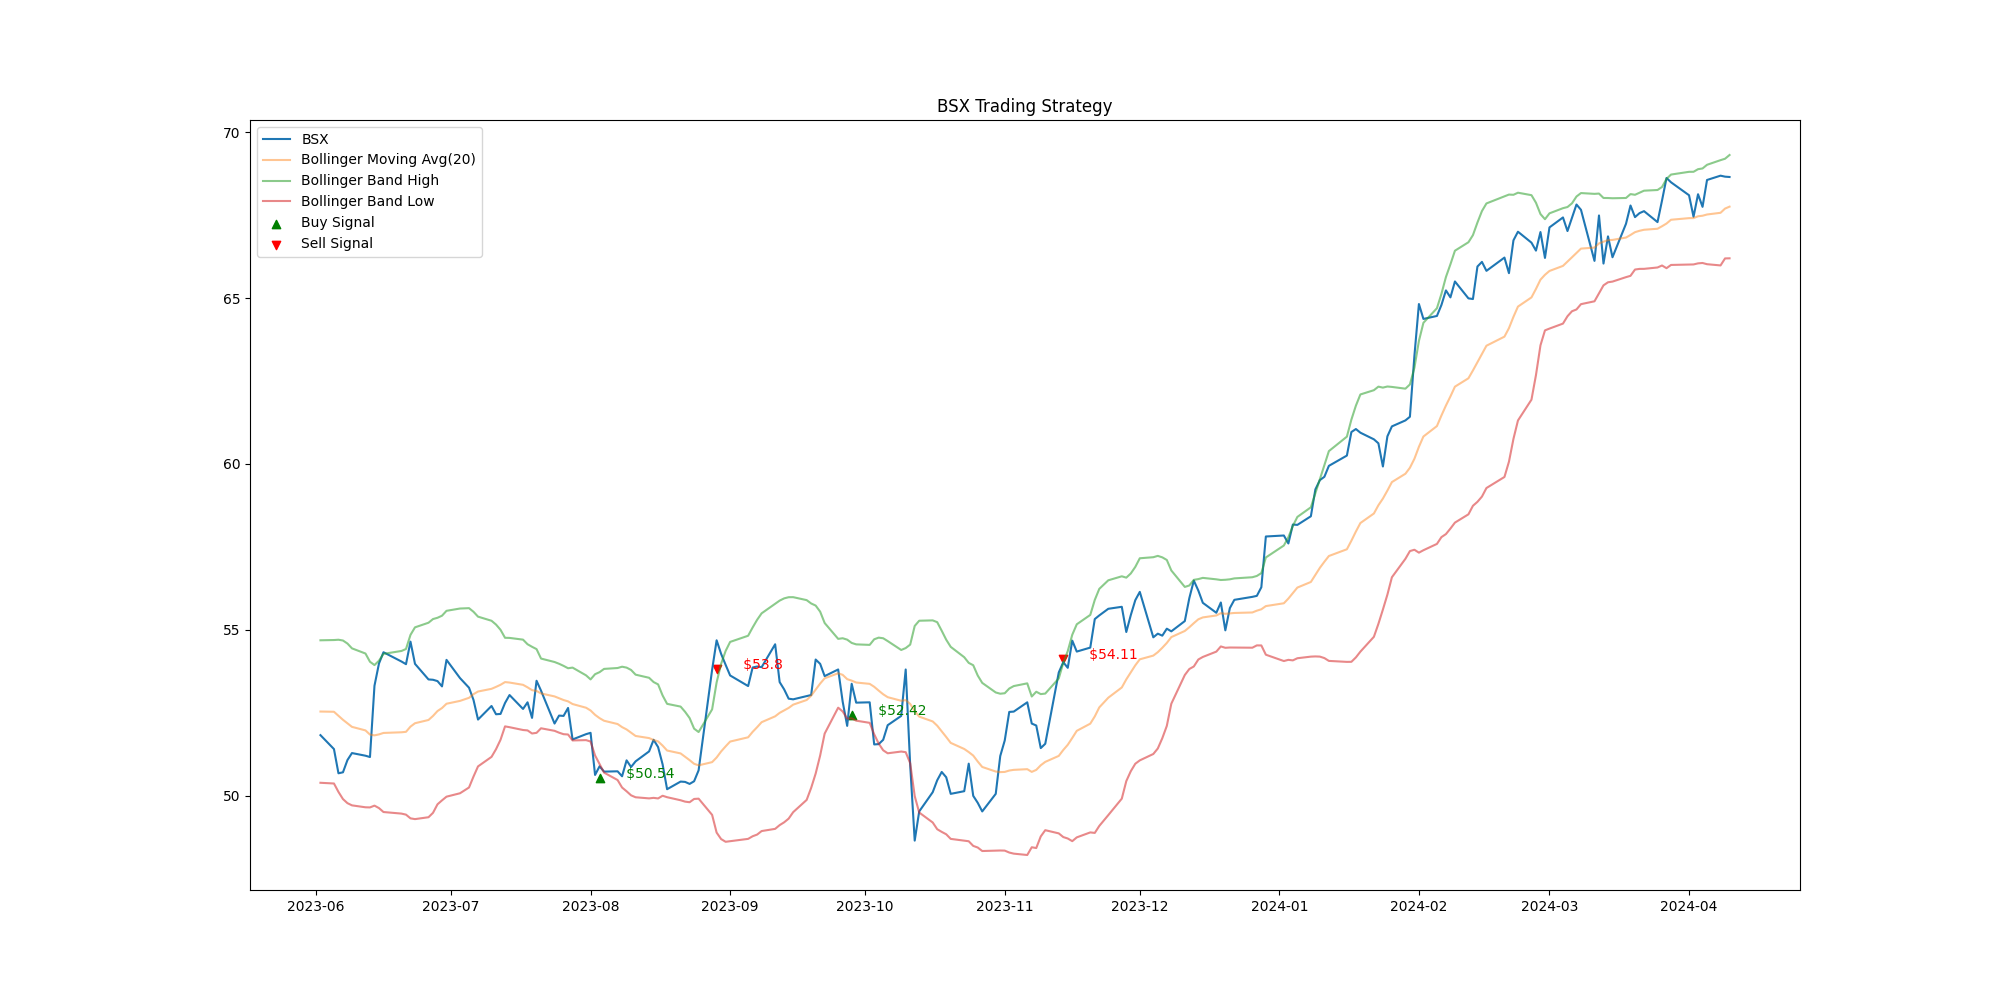 BSX Trading Strategy
70
65
60
55
50
BSX
Bollinger Moving Avg(20)
Bollinger Band High
Bollinger Band Low
Buy Signal
Sell Signal
$53.8
$54.11
$52.42
$50.54
2023-06 2023-07 2023-08 2023-09 2023-10 2023-11 2023-12 2024-01 2024-02 2024-03 2024-04